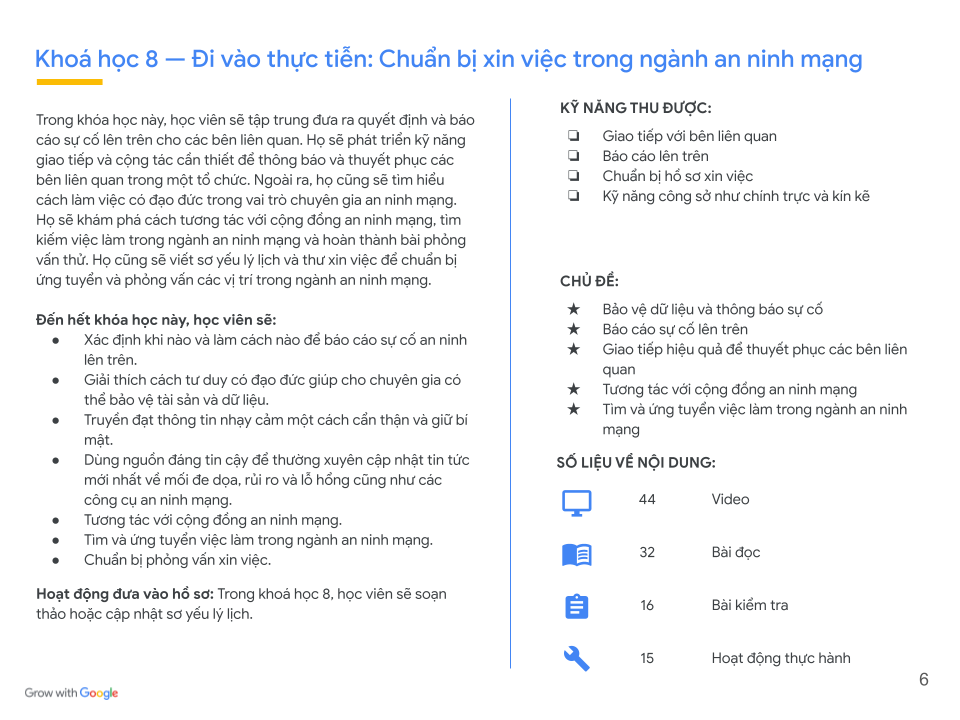 Khoá học 8 — Đi vào thực tiễn: Chuẩn bị xin việc trong ngành an ninh mạng
Trong khóa học này, học viên sẽ tập trung đưa ra quyết định và báo
cáo sự cố lên trên cho các bên liên quan. Họ sẽ phát triển kỹ năng
giao tiếp và cộng tác cần thiết để thông báo và thuyết phục các
bên liên quan trong một tổ chức. Ngoài ra, họ cũng sẽ tìm hiểu
cách làm việc có đạo đức trong vai trò chuyên gia an ninh mạng.
Họ sẽ khám phá cách tương tác với cộng đồng an ninh mạng, tìm
kiếm việc làm trong ngành an ninh mạng và hoàn thành bài phỏng
vấn thử. Họ cũng sẽ viết sơ yếu lý lịch và thư xin việc để chuẩn bị
ứng tuyển và phỏng vấn các vị trí trong ngành an ninh mạng.
Đến hết khóa học này, học viên sẽ:
● Xác định khi nào và làm cách nào để báo cáo sự cố an ninh
lên trên.
● Giải thích cách tư duy có đạo đức giúp cho chuyên gia có
thể bảo vệ tài sản và dữ liệu.
● Truyền đạt thông tin nhạy cảm một cách cẩn thận và giữ bí
mật.
● Dùng nguồn đáng tin cậy để thường xuyên cập nhật tin tức
mới nhất về mối đe dọa, rủi ro và lỗ hổng cũng như các
công cụ an ninh mạng.
● Tương tác với cộng đồng an ninh mạng.
● Tìm và ứng tuyển việc làm trong ngành an ninh mạng.
● Chuẩn bị phỏng vấn xin việc.
Hoạt động đưa vào hồ sơ: Trong khoá học 8, học viên sẽ soạn
thảo hoặc cập nhật sơ yếu lý lịch.
KỸ NĂNG THU ĐƯỢC:
❏ Giao tiếp với bên liên quan
❏ Báo cáo lên trên
❏ Chuẩn bị hồ sơ xin việc
❏ Kỹ năng công sở như chính trực và kín kẽ
CHỦ ĐỀ:
★ Bảo vệ dữ liệu và thông báo sự cố
★ Báo cáo sự cố lên trên
★ Giao tiếp hiệu quả để thuyết phục các bên liên
quan
★ Tương tác với cộng đồng an ninh mạng
★ Tìm và ứng tuyển việc làm trong ngành an ninh
mạng
SỐ LIỆU VỀ NỘI DUNG:
44 Video
32 Bài đọc
16 Bài kiểm tra
15 Hoạt động thực hành
Grow with Google
6